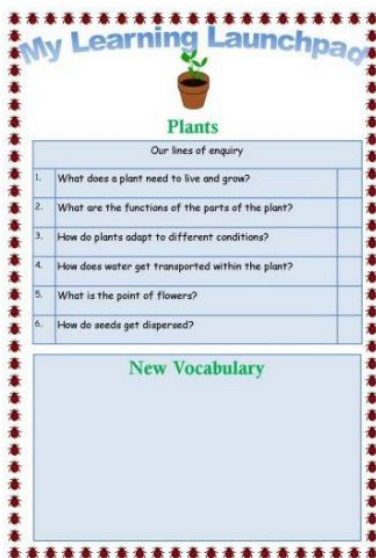 My Learning Launchpad
Plants
Our lines of enquiry
1. What does a plant need to live and grow?
2. What are the functions of the parts of the plant?
3. How do plants adapt to different conditions?
4. How does water get transported within the plant?
5. What is the point of flowers?
6. How do seeds get dispersed?
New Vocabulary